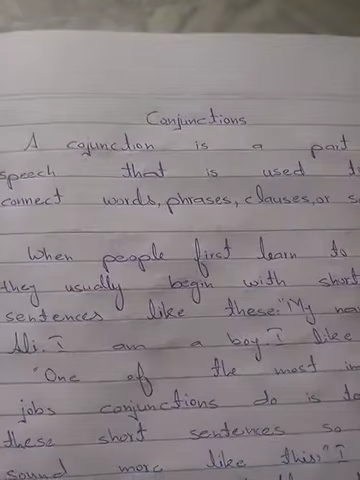 Conjunctions
A cojunction is a part
speech that is used
connect words, phrases, clauses, or
When people first learn to
they usually begin with short
sentences like these: "My
Ali. I am a boy. I like
"One of the most
jobs conjunctions do is to
these short sentences so
sound more like this:" I